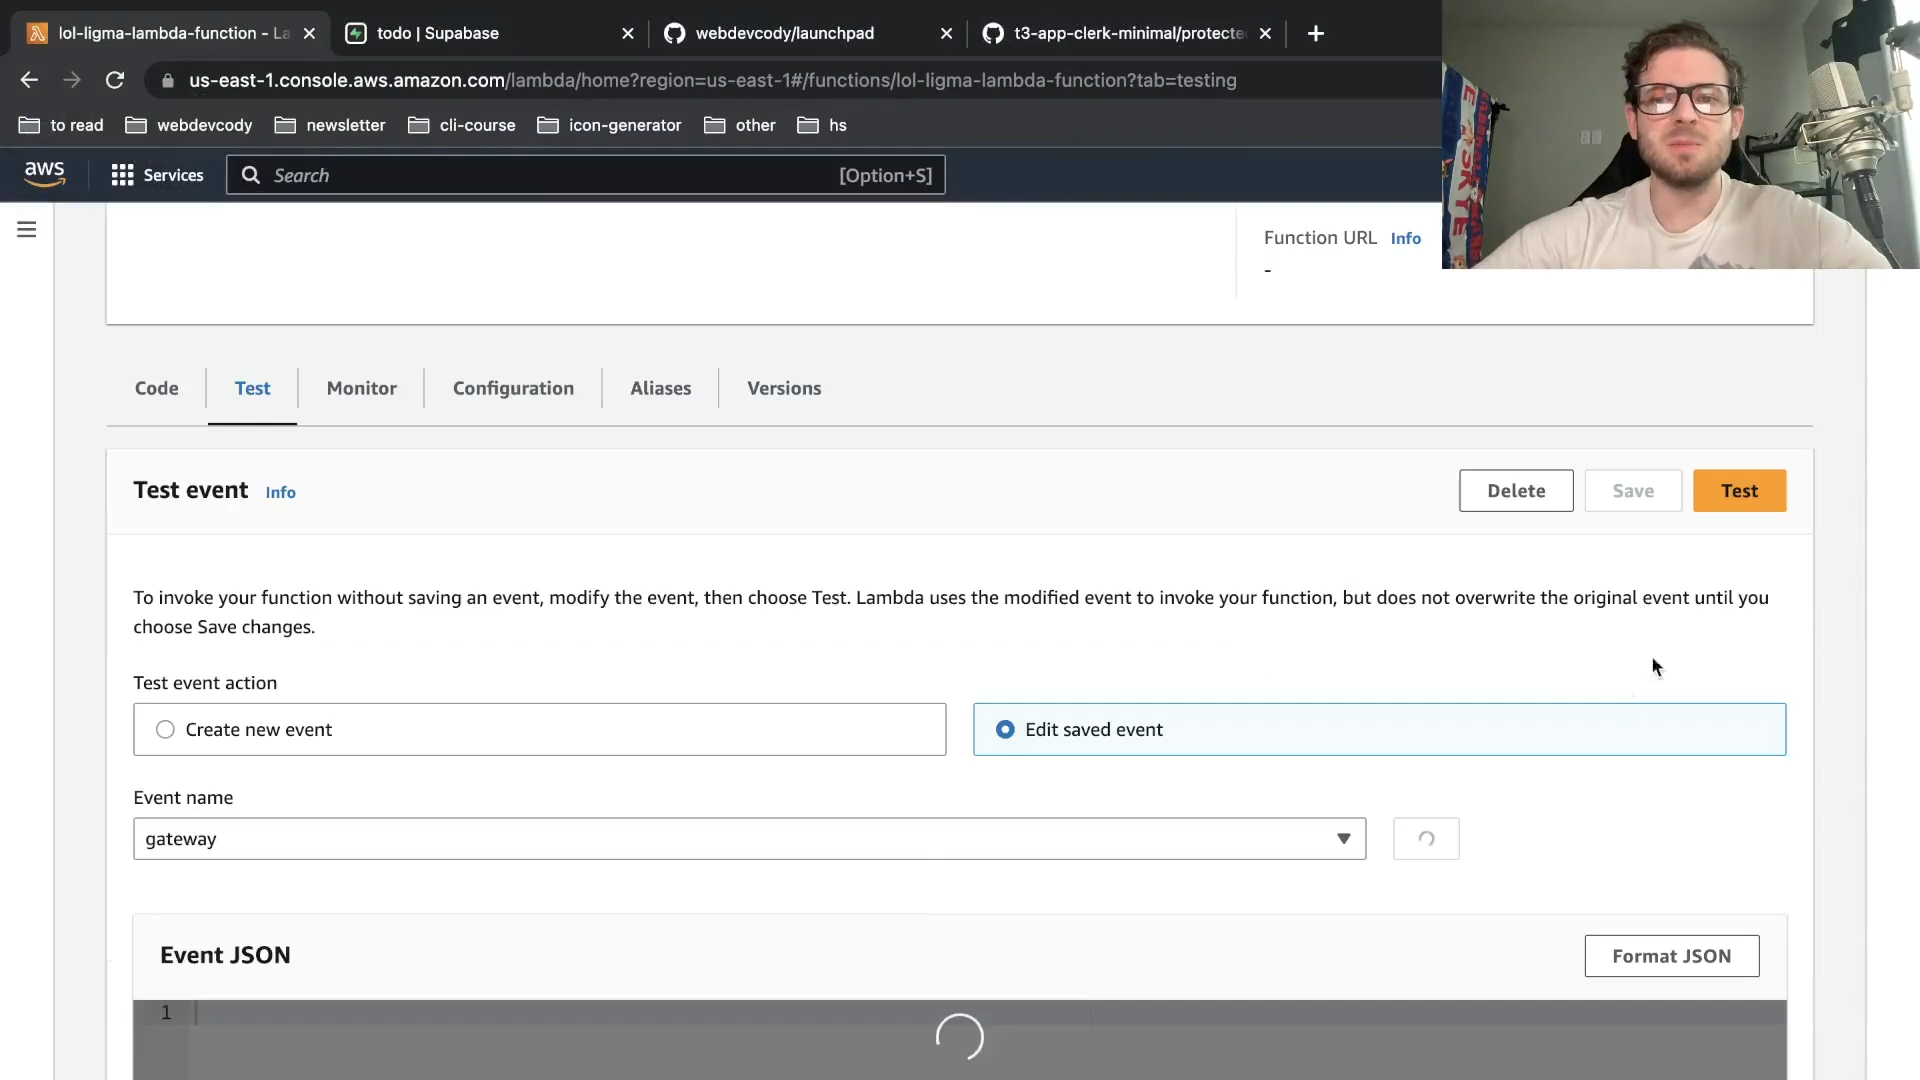 lol-ligma-lambda-function - La
todo | Supabase
webdevcody/launchpad
t3-app-clerk-minimal/protecte
us-east-1.console.aws.amazon.com/lambda/home?region=us-east-1#/functions/lol-ligma-lambda-function?tab=testing
to read
webdevcody
newsletter
cli-course
icon-generator
other
hs
aws
Services
Search
[Option+S]
Function URL Info
-
Code
Test
Monitor
Configuration
Aliases
Versions
Test event Info
Delete
Save
Test
To invoke your function without saving an event, modify the event, then choose Test. Lambda uses the modified event to invoke your function, but does not overwrite the original event until you
choose Save changes.
Test event action
Create new event
Edit saved event
Event name
gateway
Event JSON
Format JSON
1